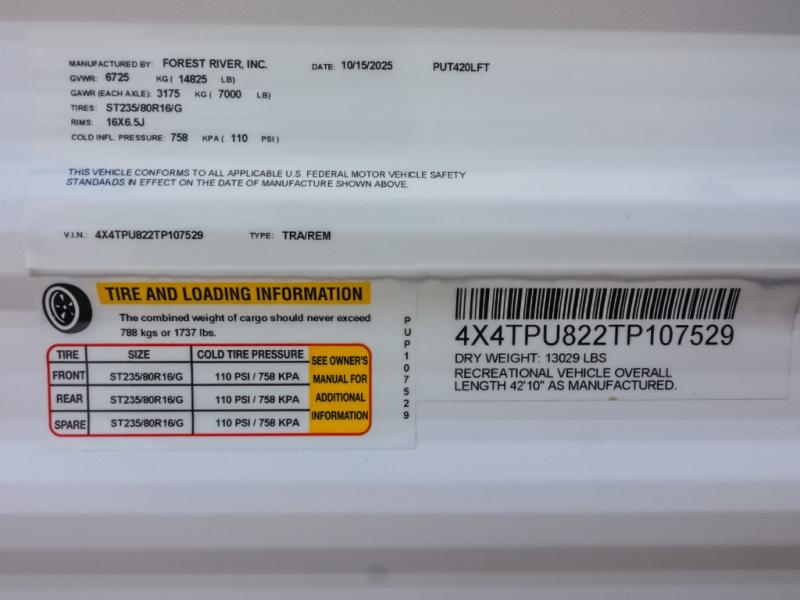 MANUFACTURED BY: FOREST RIVER, INC. DATE: 10/15/2025 PUT420LFT
GVWR: 6725 KG ( 14825 LB)
GAWR (EACH AXLE): 3175 KG ( 7000 LB)
TIRES: ST235/80R16/G
RIMS: 16X6.5J
COLD INFL. PRESSURE: 758 KPA ( 110 PSI)
THIS VEHICLE CONFORMS TO ALL APPLICABLE U.S. FEDERAL MOTOR VEHICLE SAFETY
STANDARDS IN EFFECT ON THE DATE OF MANUFACTURE SHOWN ABOVE.
V.I.N.: 4X4TPU822TP107529 TYPE: TRA/REM
TIRE AND LOADING INFORMATION
The combined weight of cargo should never exceed
788 kgs or 1737 lbs.
TIRE SIZE COLD TIRE PRESSURE
FRONT ST235/80R16/G 110 PSI / 758 KPA
REAR ST235/80R16/G 110 PSI / 758 KPA
SPARE ST235/80R16/G 110 PSI / 758 KPA
SEE OWNER'S
MANUAL FOR
ADDITIONAL
INFORMATION
PUP107529
4X4TPU822TP107529
DRY WEIGHT: 13029 LBS
RECREATIONAL VEHICLE OVERALL
LENGTH 42'10" AS MANUFACTURED.